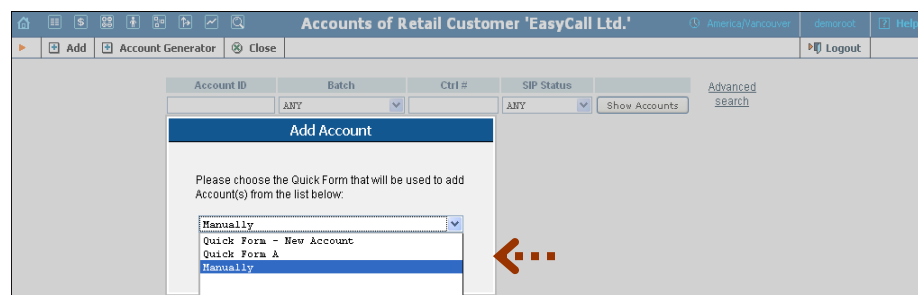 Accounts of Retail Customer 'EasyCall Ltd.' America/Vancouver demoroot Help
Add Account Generator Close Logout
Account ID Batch Ctrl # SIP Status Advanced search
ANY ANY Show Accounts
Add Account
Please choose the Quick Form that will be used to add
Account(s) from the list below:
Manually
Quick Form - New Account
Quick Form A
Manually